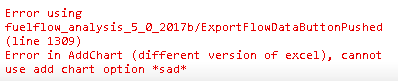 Error using
fuelflow_analysis_5_0_2017b/ExportFlowDataButtonPushed
(line 1309)
Error in AddChart (different version of excel), cannot
use add chart option *sad*